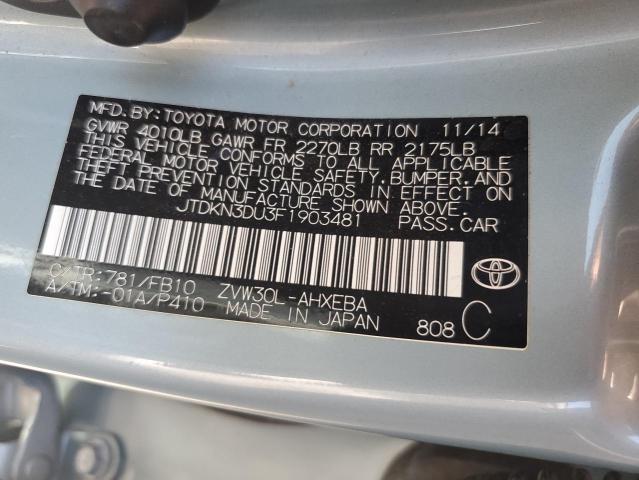 MFD. BY: TOYOTA MOTOR CORPORATION 11/14
GVWR 4010LB GAWR FR 2270LB RR 2175LB
THIS VEHICLE CONFORMS TO ALL APPLICABLE
FEDERAL MOTOR VEHICLE SAFETY, BUMPER, AND
THEFT PREVENTION STANDARDS IN EFFECT ON
THE DATE OF MANUFACTURE SHOWN ABOVE.
JTDKN3DU3F1903481 PASS.CAR
C/TR:781/FB10 ZVW30L-AHXEBA
A/TM:-01A/P410 MADE IN JAPAN
808 C